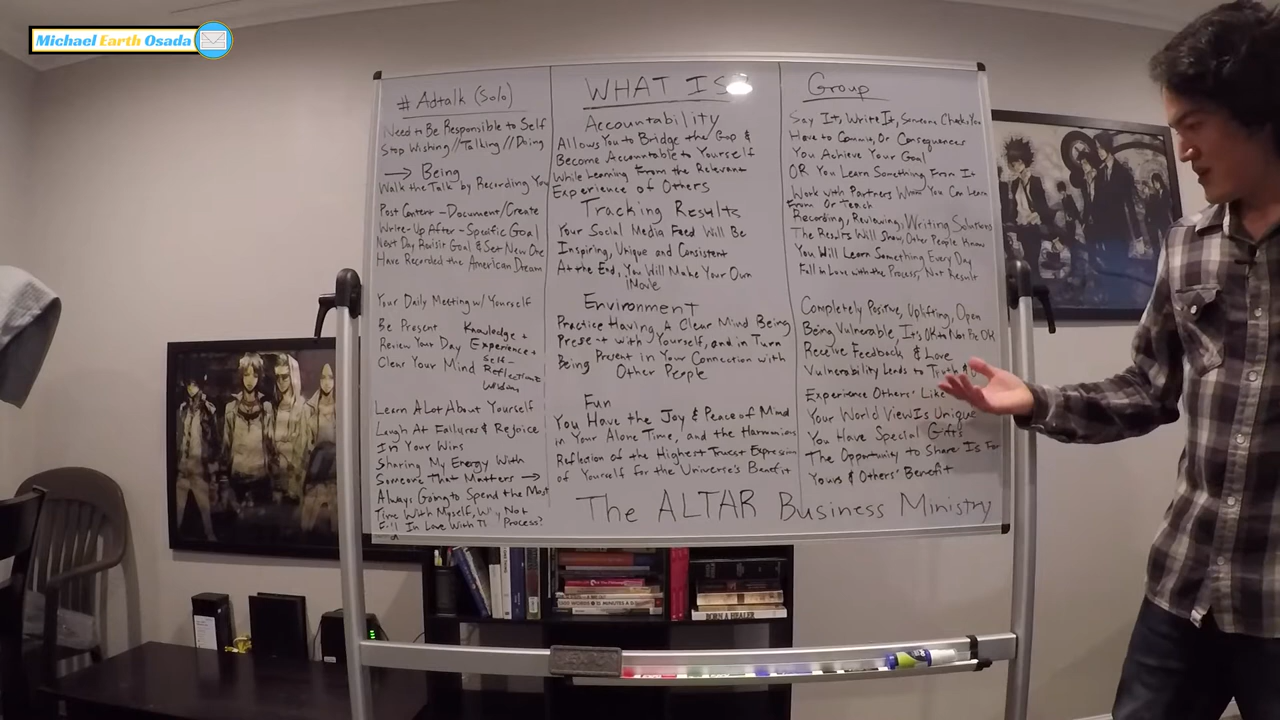 Michael Earth Osada
# Adtalk (Solo)
Need to Be Responsible to Self
Stop Wishing//Talking//Doing
→ Being
Walk the Talk by Recording You
Post Content - Document/Create
Write-Up After - Specific Goal
Next Day Revisit Goal & Set New One
Have Recorded the American Dream
Your Daily Meeting w/ Yourself
Be Present
Review Your Day
Clear Your Mind
Knowledge +
Experience +
Self-
Reflection =
Wisdom
Learn A Lot About Yourself
Laugh At Failures & Rejoice
In Your Wins
Sharing My Energy With
Someone That Matters →
Always Going to Spend the Most
Time With Myself, Why Not
Fall In Love With Process?
WHAT IS
Accountability
Allows You to Bridge the Gap &
Become Accountable to Yourself
While Learning From the Relevant
Experience of Others
Tracking Results
Your Social Media Feed Will Be
Inspiring, Unique and Consistent
At the End, You Will Make Your Own
iMovie
Environment
Practice Having A Clear Mind Being
Present with Yourself, and in Turn
Being Present in Your Connection with
Other People
Fun
You Have the Joy & Peace of Mind
in Your Alone Time, and the Harmonious
Reflection of the Highest Truest Expression
of Yourself for the Universe's Benefit
The ALTAR Business Ministry
Group
Say It, Write It, Someone Checks You
Have to Commit, Or Consequences
You Achieve Your Goal
OR You Learn Something From It
Work with Partners Whom You Can Learn
From Or Teach
Recording, Reviewing, Writing Solutions
The Results Will Show, Other People Know
You Will Learn Something Every Day
Fall in Love with the Process, Not Result
Completely Positive, Uplifting, Open
Being Vulnerable, It's OK to Not Be OK
Receive Feedback & Love
Vulnerability Leads to Truth
Experience Others' Like
Your World View Is Unique
You Have Special Gifts
The Opportunity to Share Is For
Yours & Others' Benefit
BORN A HEALER